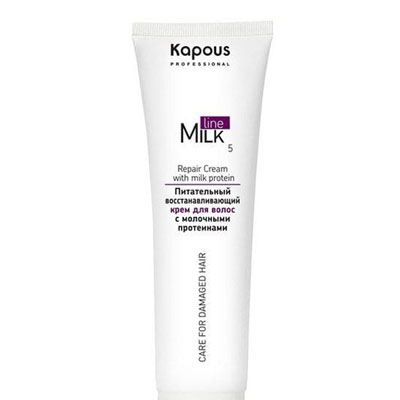 Kapous
PROFESSIONAL
line
MILK
5
Repair Cream
with milk protein
Питательный
восстанавливающий
крем для волос
с молочными
протеинами
CARE FOR DAMAGED HAIR